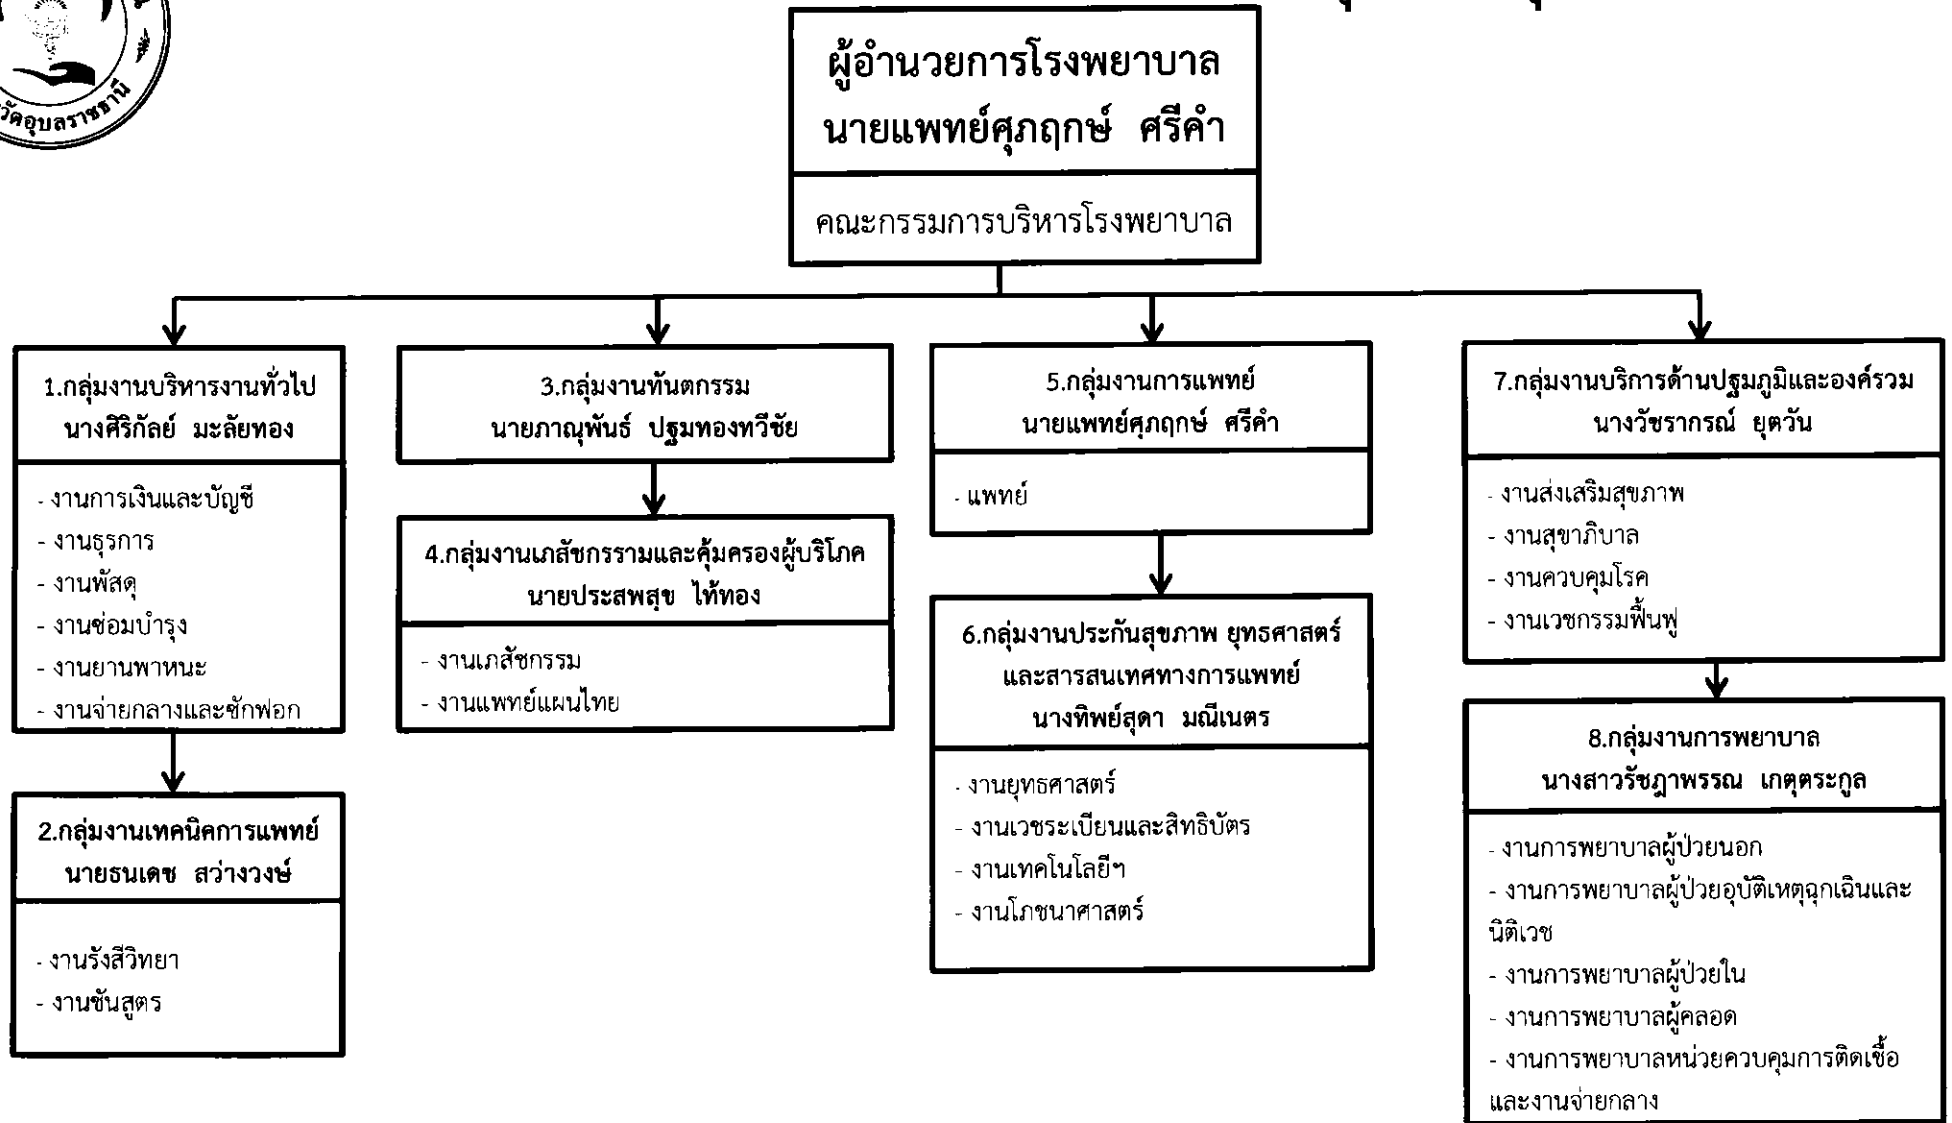 ผู้อำนวยการโรงพยาบาล
นายแพทย์ศุภฤกษ์ ศรีคำ
คณะกรรมการบริหารโรงพยาบาล
1.กลุ่มงานบริหารงานทั่วไป
นางศิริกัลย์ มะลัยทอง
- งานการเงินและบัญชี
- งานธุรการ
- งานพัสดุ
- งานซ่อมบำรุง
- งานยานพาหนะ
- งานจ่ายกลางและซักฟอก
2.กลุ่มงานเทคนิคการแพทย์
นายธนเดช สว่างวงษ์
- งานรังสีวิทยา
- งานชันสูตร
3.กลุ่มงานทันตกรรม
นายภาณุพันธ์ ปฐมทองทวีชัย
4.กลุ่มงานเภสัชกรรามและคุ้มครองผู้บริโภค
นายประสพสุข ไท้ทอง
- งานเภสัชกรรม
- งานแพทย์แผนไทย
5.กลุ่มงานการแพทย์
นายแพทย์ศุภฤกษ์ ศรีคำ
- แพทย์
6.กลุ่มงานประกันสุขภาพ ยุทธศาสตร์
และสารสนเทศทางการแพทย์
นางทิพย์สุดา มณีเนตร
- งานยุทธศาสตร์
- งานเวชระเบียนและสิทธิบัตร
- งานเทคโนโลยีฯ
- งานโภชนาศาสตร์
7.กลุ่มงานบริการด้านปฐมภูมิและองค์รวม
นางวัชรากรณ์ ยุตวัน
- งานส่งเสริมสุขภาพ
- งานสุขาภิบาล
- งานควบคุมโรค
- งานเวชกรรมฟื้นฟู
8.กลุ่มงานการพยาบาล
นางสาวรัชฎาพรรณ เกตุตระกูล
- งานการพยาบาลผู้ป่วยนอก
- งานการพยาบาลผู้ป่วยอุบัติเหตุฉุกเฉินและ
นิติเวช
- งานการพยาบาลผู้ป่วยใน
- งานการพยาบาลผู้คลอด
- งานการพยาบาลหน่วยควบคุมการติดเชื้อ
และงานจ่ายกลาง